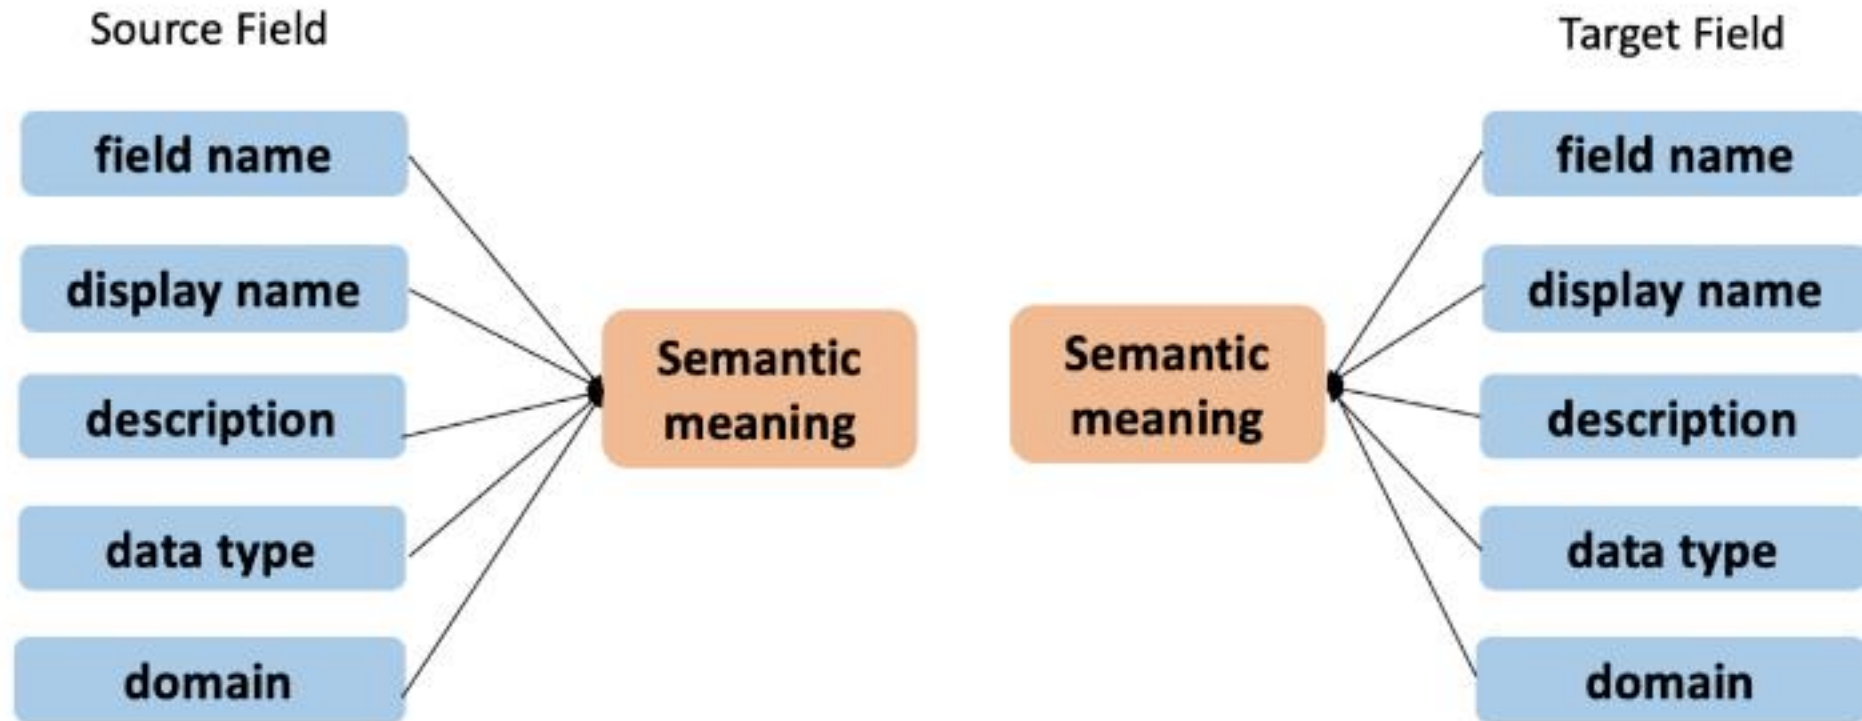 Source Field
field name
display name
description
data type
domain
Semantic
meaning
Target Field
field name
display name
description
data type
domain
Semantic
meaning